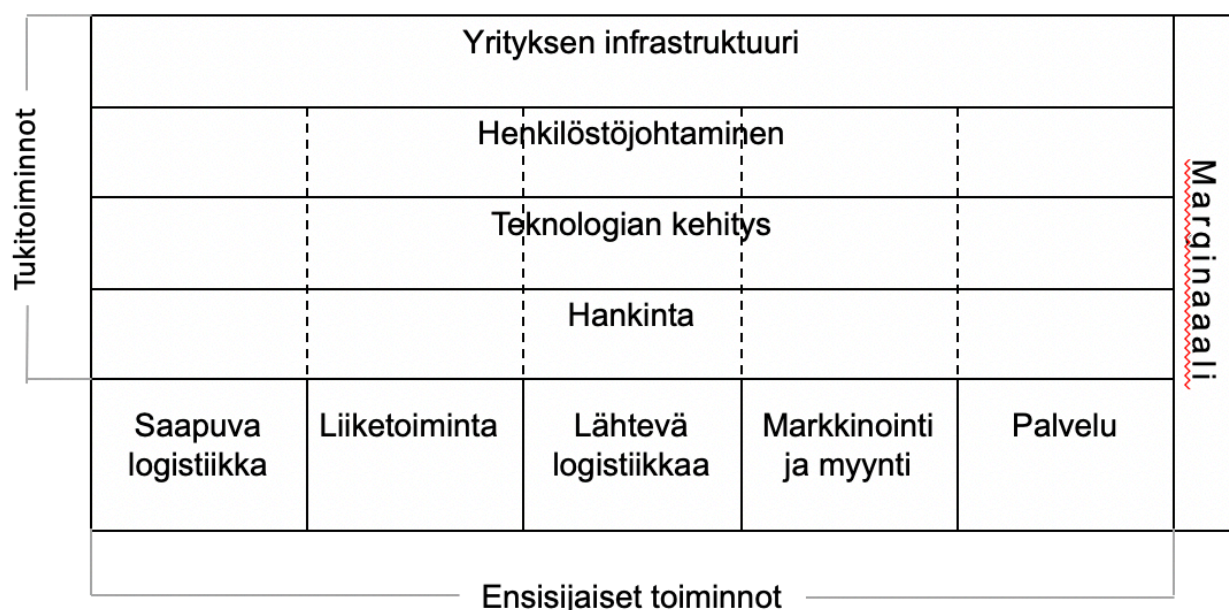 Yrityksen infrastruktuuri
Henkilöstöjohtaminen
Teknologian kehitys
Hankinta
Tukitoiminnot
Marginaaali
Saapuva
logistiikka
Liiketoiminta
Lähtevä
logistiikkaa
Markkinointi
ja myynti
Palvelu
Ensisijaiset toiminnot